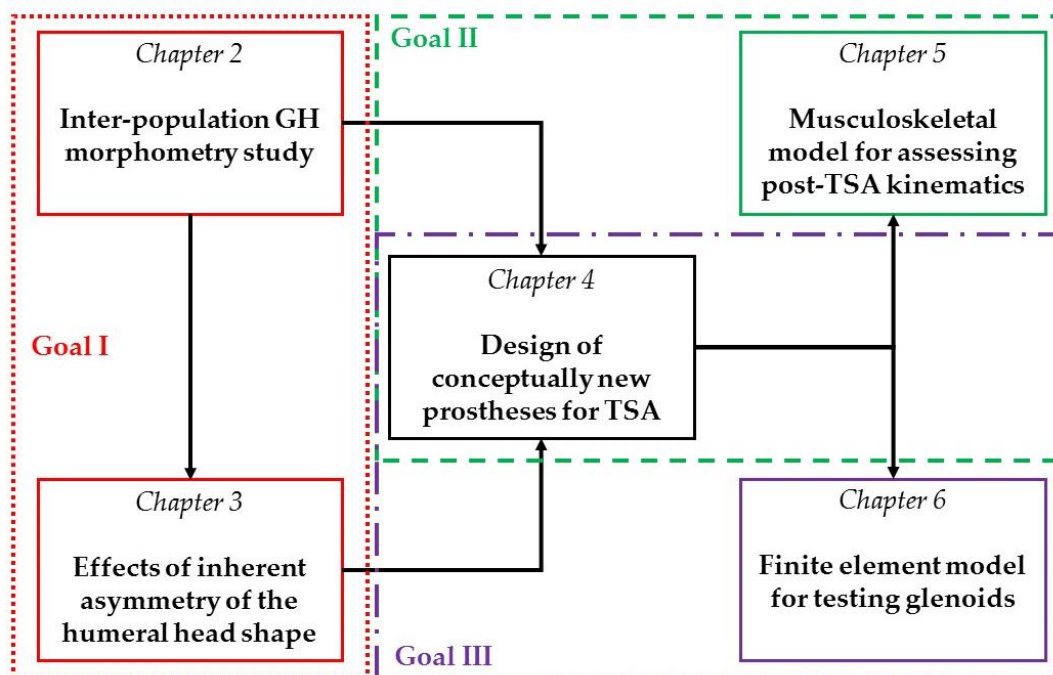 Chapter 2
Inter-population GH
morphometry study
Goal II
Chapter 5
Musculoskeletal
model for assessing
post-TSA kinematics
Goal I
Chapter 4
Design of
conceptually new
prostheses for TSA
Chapter 3
Effects of inherent
asymmetry of the
humeral head shape
Chapter 6
Finite element model
for testing glenoids
Goal III